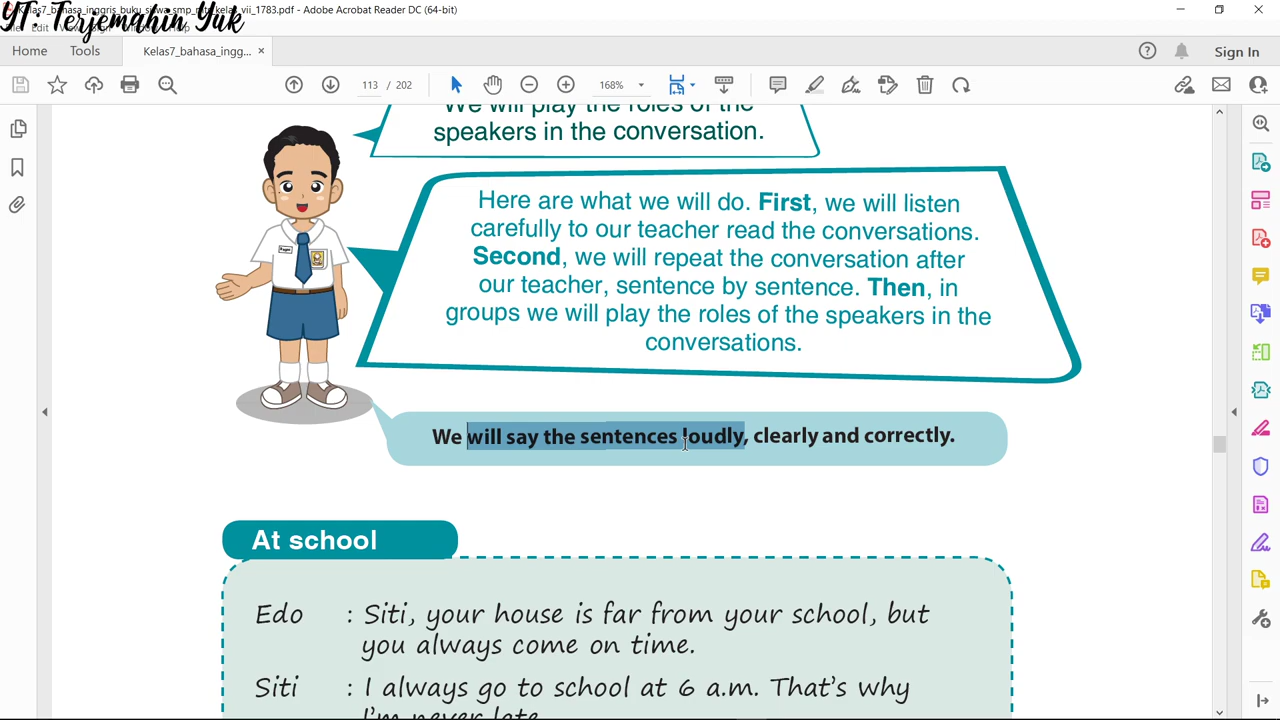 YT: Terjemahin Yuk
- Adobe Acrobat Reader DC (64-bit)
Home Tools Kelas7_bahasa_ingg... × Sign In
113 / 202 168%
We will play the roles of the
speakers in the conversation.
Here are what we will do. First, we will listen
carefully to our teacher read the conversations.
Second, we will repeat the conversation after
our teacher, sentence by sentence. Then, in
groups we will play the roles of the speakers in the
conversations.
We will say the sentences loudly, clearly and correctly.
At school
Edo : Siti, your house is far from your school, but
you always come on time.
Siti : I always go to school at 6 a.m. That's why
I'm never late.